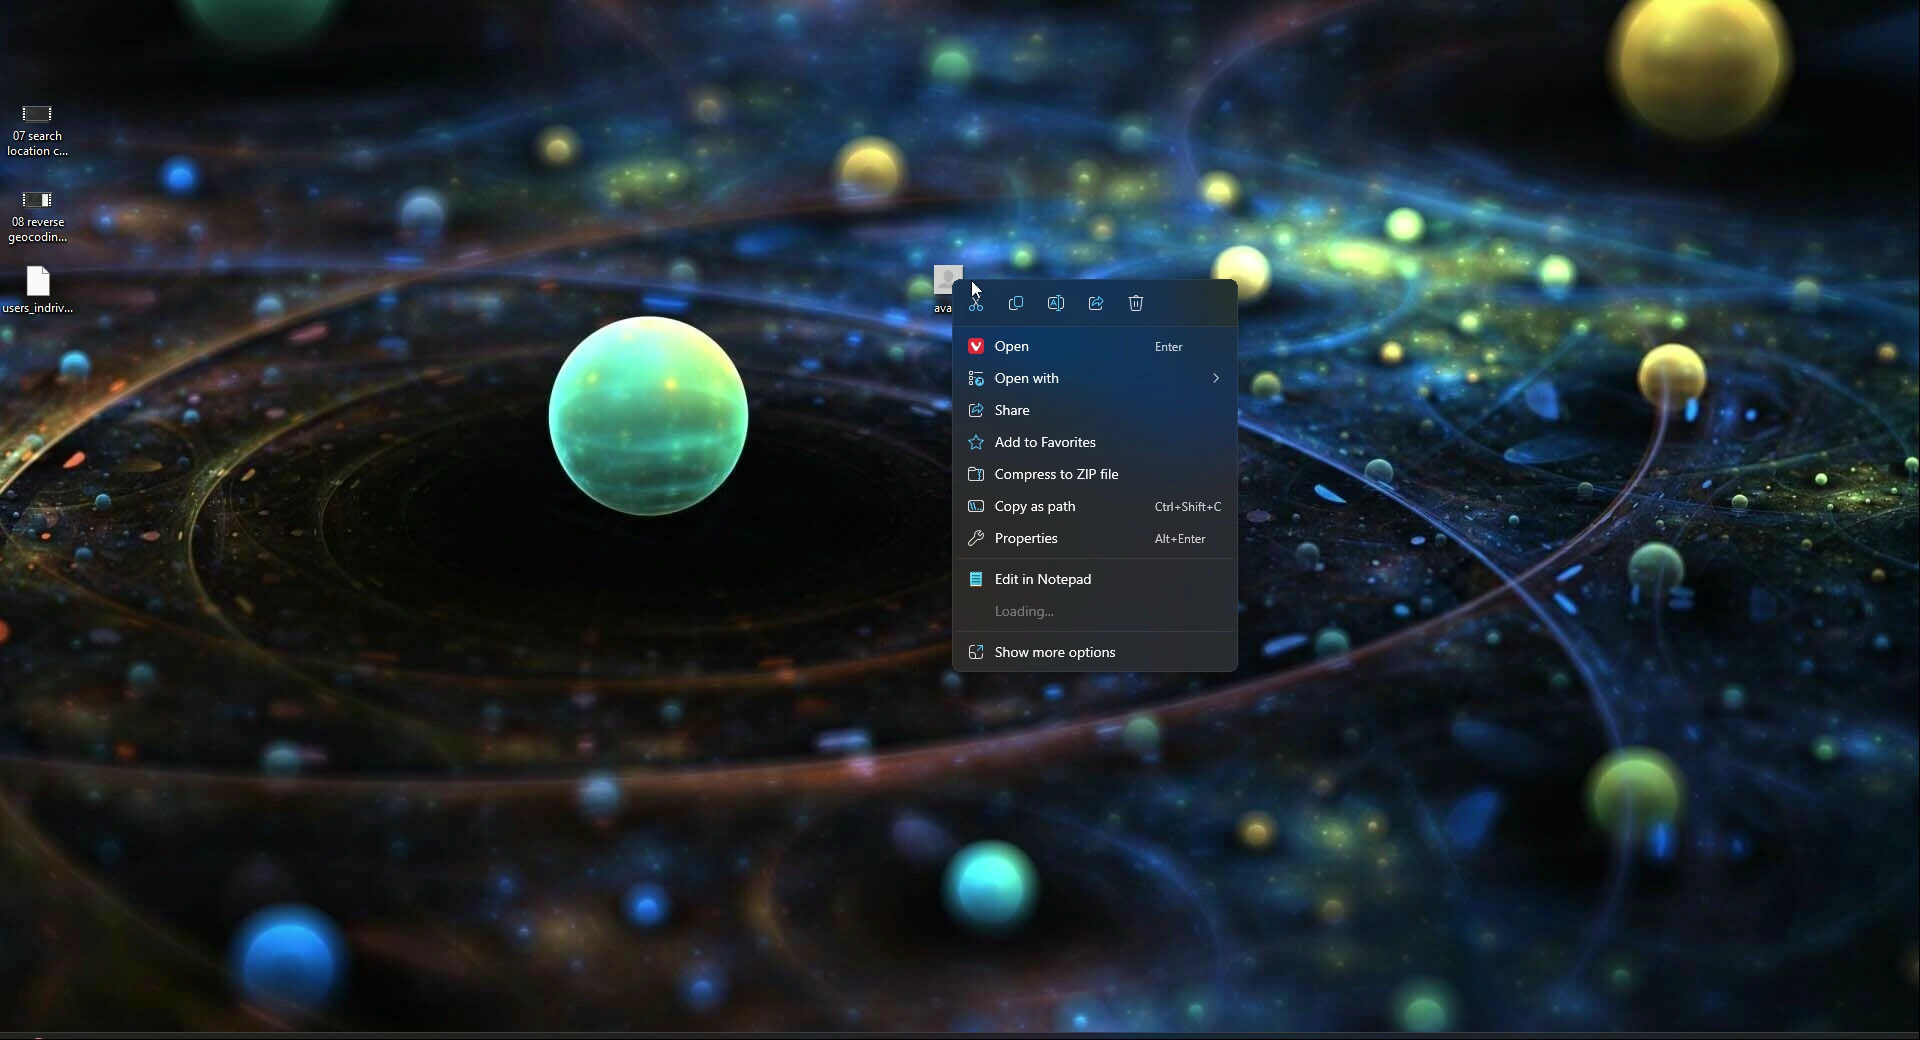 07 search
location c...
08 reverse
geocodin...
users_indriv...
ava
Open Enter
Open with
Share
Add to Favorites
Compress to ZIP file
Copy as path Ctrl+Shift+C
Properties Alt+Enter
Edit in Notepad
Loading...
Show more options